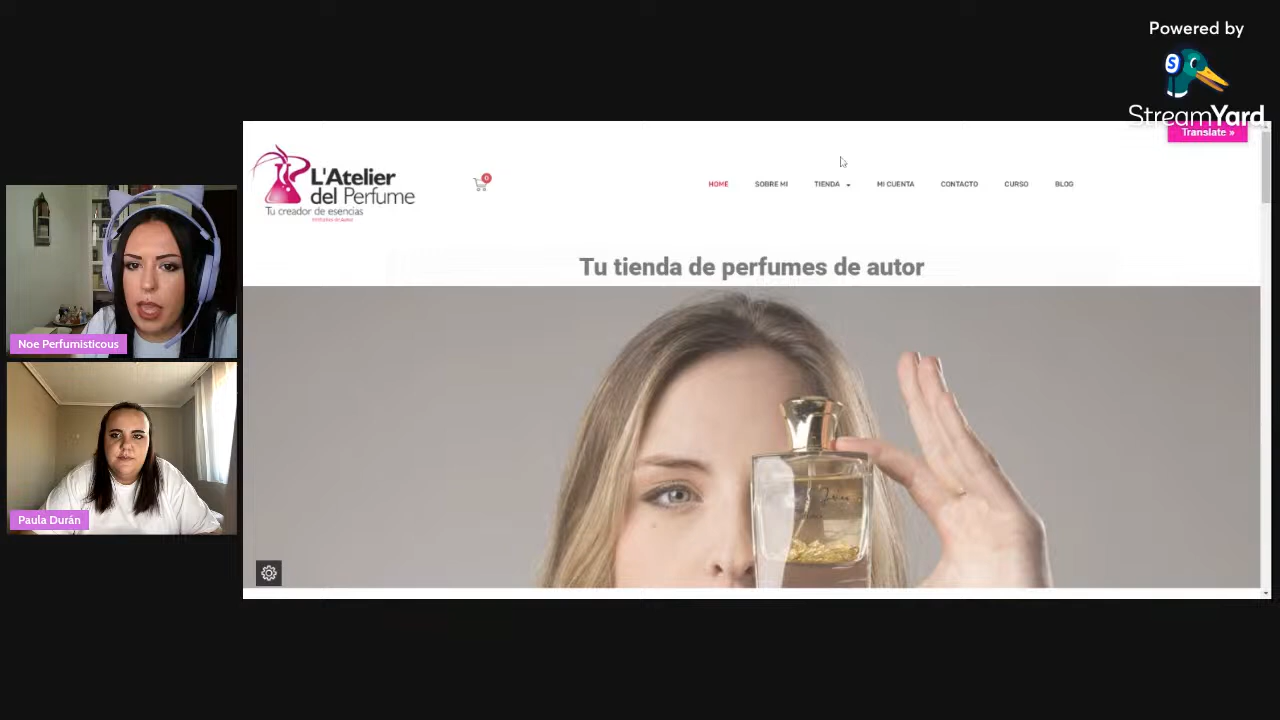 Powered by
StreamYard
Translate »
L'Atelier
del Perfume
Tu creador de esencias
0
HOME
SOBRE MI
TIENDA
MI CUENTA
CONTACTO
CURSO
BLOG
Tu tienda de perfumes de autor
Noe Perfumisticous
Paula Durán